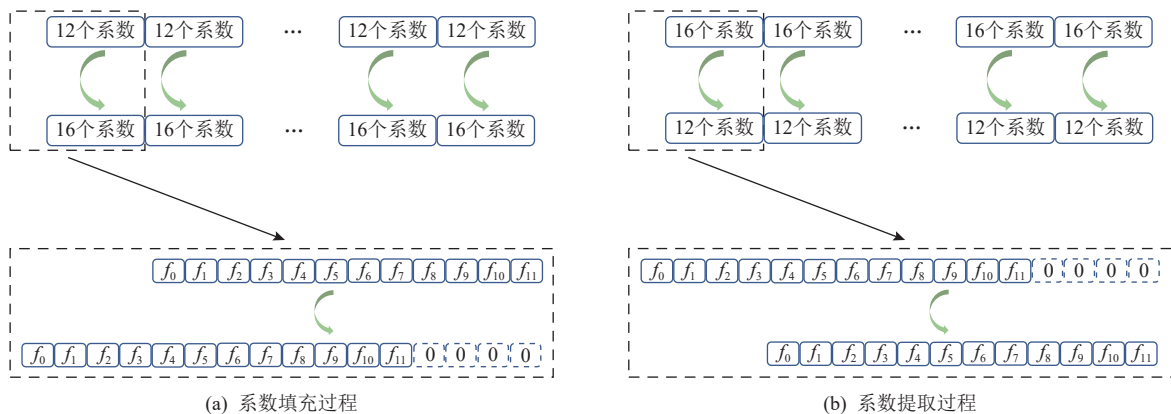 12个系数 12个系数 ... 12个系数 12个系数
16个系数 16个系数 ... 16个系数 16个系数
f0 f1 f2 f3 f4 f5 f6 f7 f8 f9 f10 f11
f0 f1 f2 f3 f4 f5 f6 f7 f8 f9 f10 f11 0 0 0 0
(a) 系数填充过程
16个系数 16个系数 ... 16个系数 16个系数
12个系数 12个系数 ... 12个系数 12个系数
f0 f1 f2 f3 f4 f5 f6 f7 f8 f9 f10 f11 0 0 0 0
f0 f1 f2 f3 f4 f5 f6 f7 f8 f9 f10 f11
(b) 系数提取过程